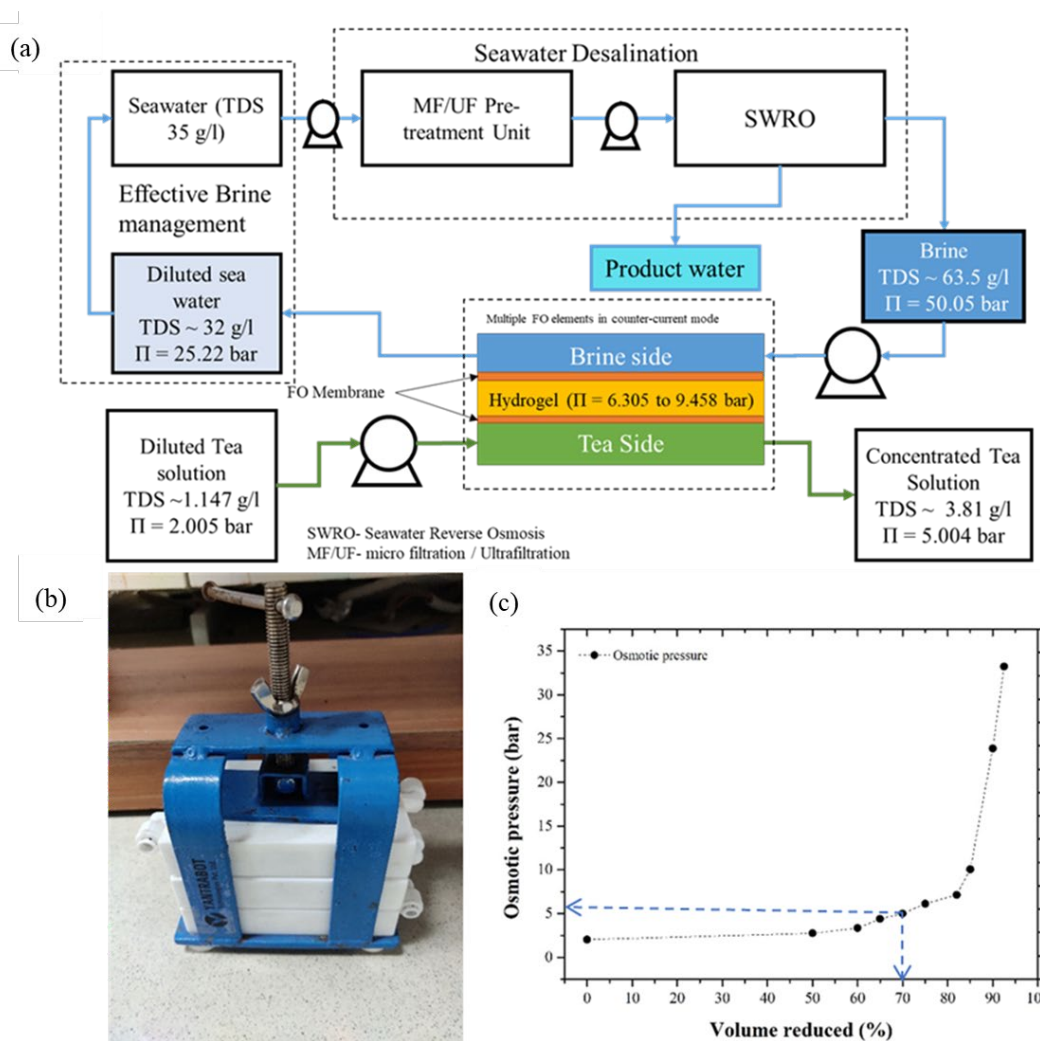 (a)
Seawater Desalination
Seawater (TDS
35 g/l)
MF/UF Pre-
treatment Unit
SWRO
Effective Brine
management
Diluted sea
water
TDS ~ 32 g/l
Π = 25.22 bar
Product water
Brine
TDS ~ 63.5 g/l
Π = 50.05 bar
Multiple FO elements in counter-current mode
Brine side
FO Membrane
Hydrogel (Π = 6.305 to 9.458 bar)
Tea Side
Diluted Tea
solution
TDS ~1.147 g/l
Π = 2.005 bar
Concentrated Tea
Solution
TDS ~ 3.81 g/l
Π = 5.004 bar
SWRO- Seawater Reverse Osmosis
MF/UF- micro filtration / Ultrafiltration
(b)
TANTRABOT
(c)
Osmotic pressure
Osmotic pressure (bar)
35
30
25
20
15
10
5
0
0 10 20 30 40 50 60 70 80 90 10
Volume reduced (%)